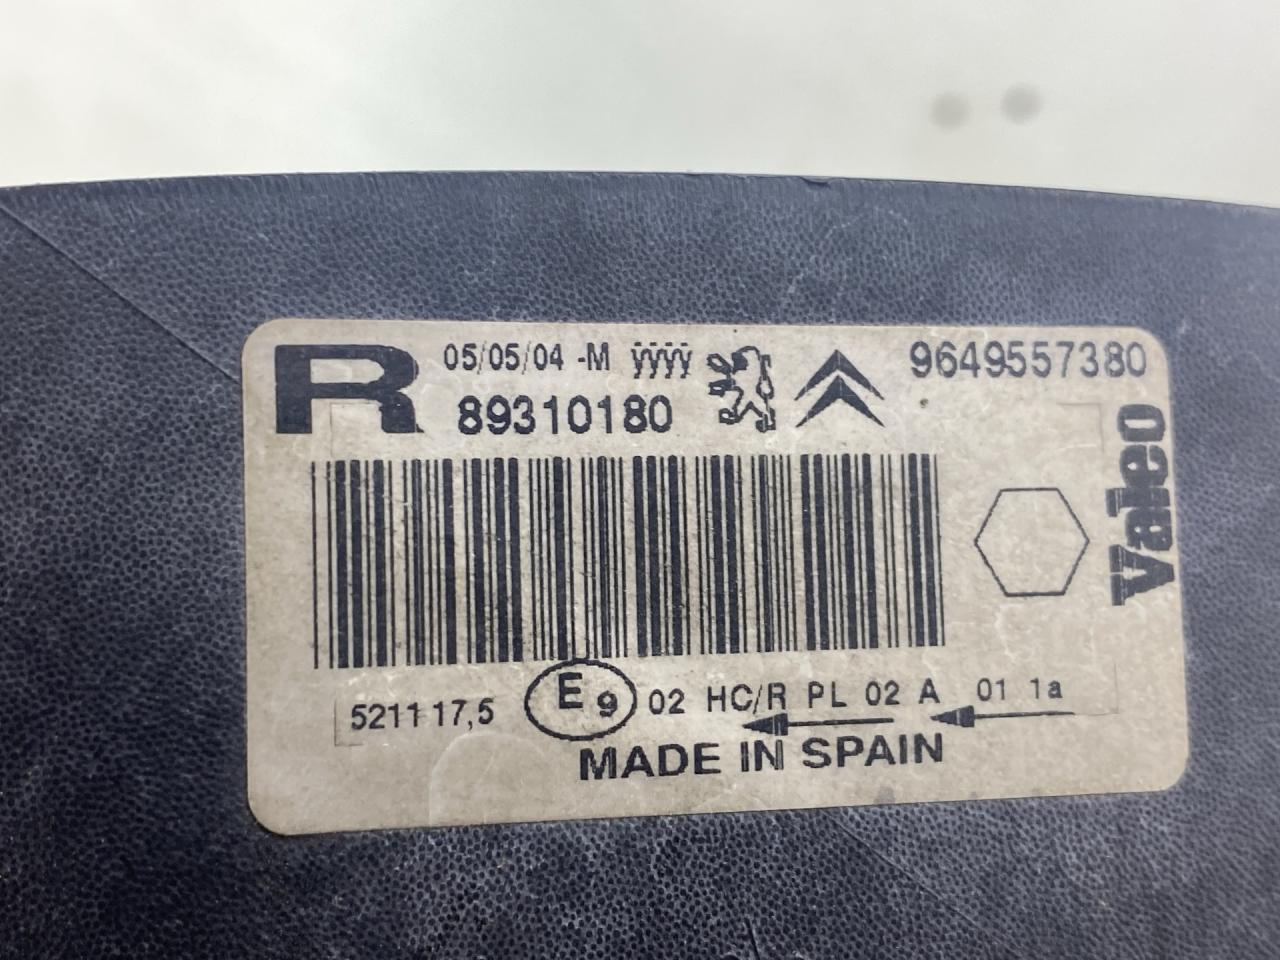 R
05/05/04 -M ÿÿÿÿ
9649557380
89310180
Valeo
5211 17,5
E9 02 HC/R PL 02 A 01 1a
MADE IN SPAIN